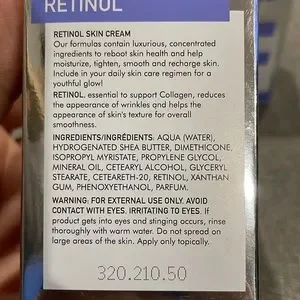 RETINOL
RETINOL SKIN CREAM
Our formulas contain luxurious, concentrated
ingredients to reboot skin health and help
moisturize, tighten, smooth and recharge skin.
Include in your daily skin care regimen for a
youthful glow!
RETINOL. essential to support Collagen, reduces
the appearance of wrinkles and helps the
appearance of skin's texture for overall
smoothness.
INGREDIENTS/INGRÉDIENTS: AQUA (WATER),
HYDROGENATED SHEA BUTTER, DIMETHICONE,
ISOPROPYL MYRISTATE, PROPYLENE GLYCOL,
MINERAL OIL, CETEARYL ALCOHOL, GLYCERYL
STEARATE, CETEARETH-20, RETINOL, XANTHAN
GUM, PHENOXYETHANOL, PARFUM.
WARNING: FOR EXTERNAL USE ONLY. AVOID
CONTACT WITH EYES. IRRITATING TO EYES. If
product gets into eyes and stinging occurs, rinse
thoroughly with warm water. Do not spread on
large areas of the skin. Apply only topically.
320.210.50